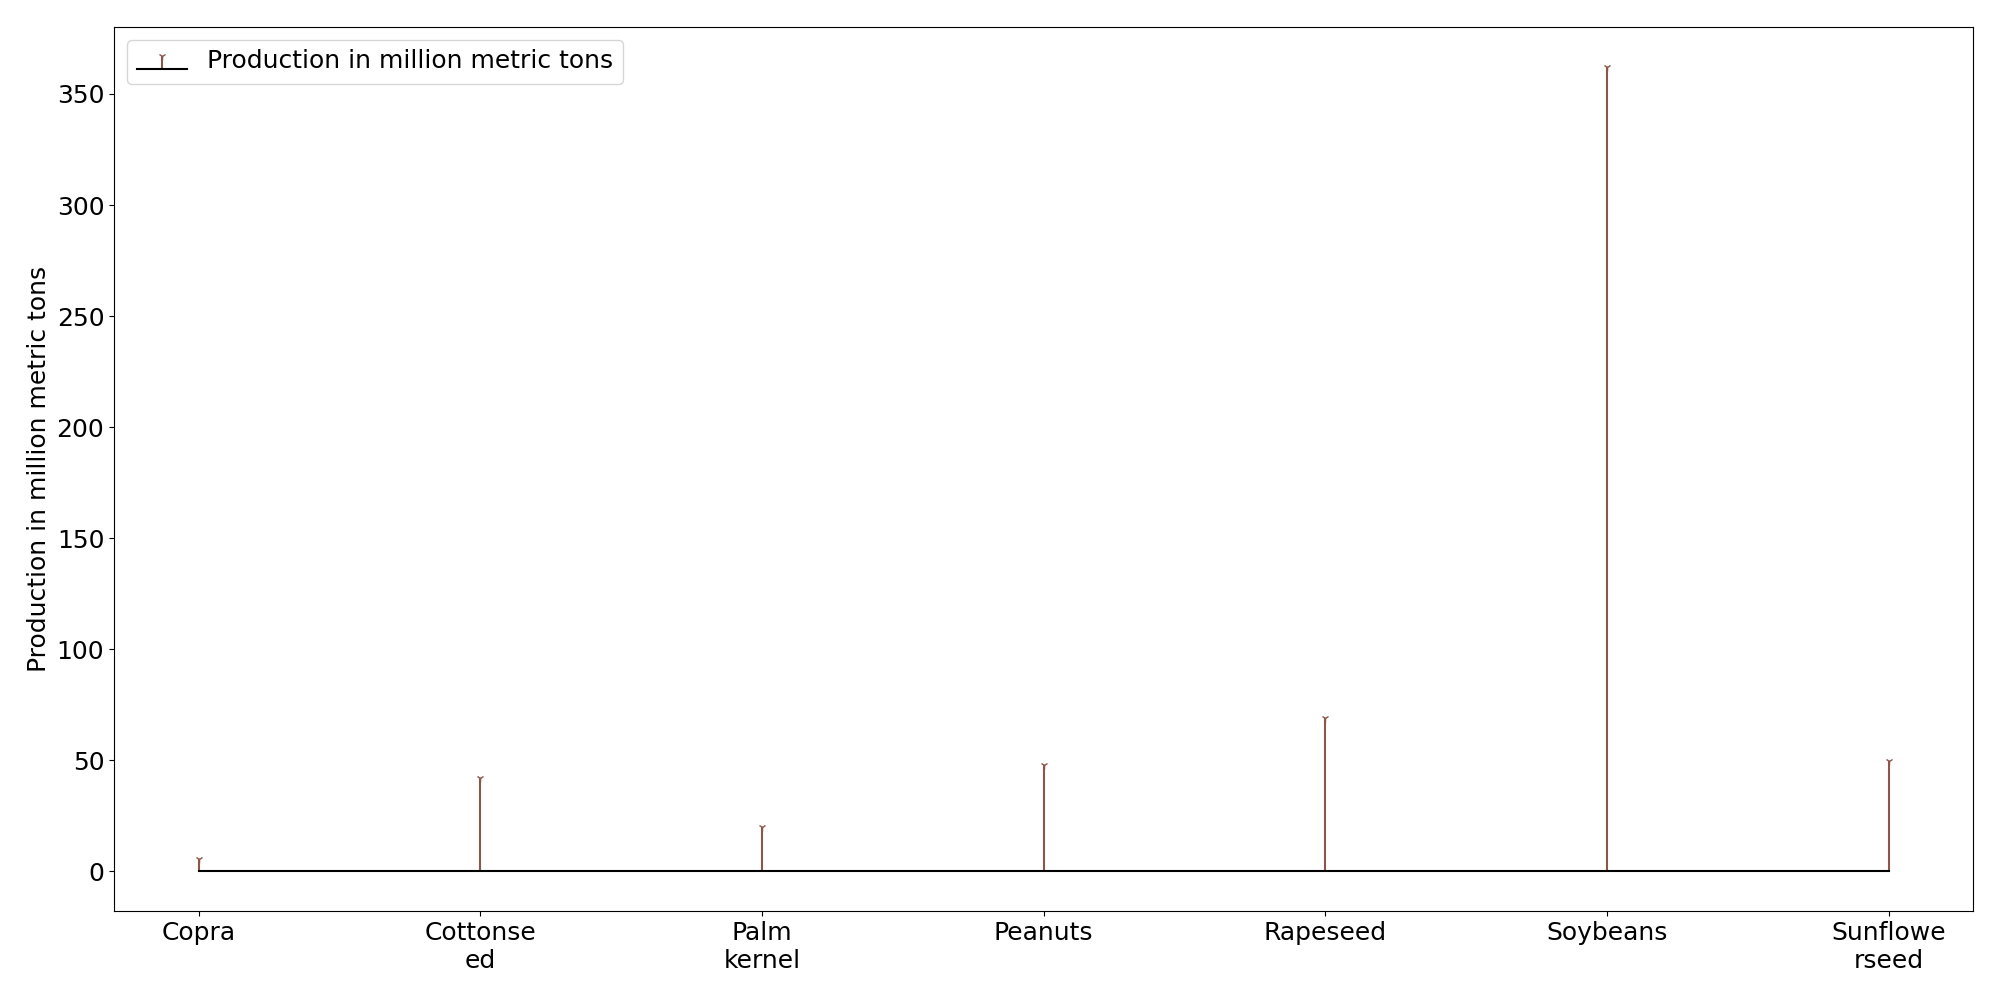 Production in million metric tons
Production in million metric tons
350
300
250
200
150
100
50
0
Copra
Cottonse
ed
Palm
kernel
Peanuts
Rapeseed
Soybeans
Sunflowe
rseed